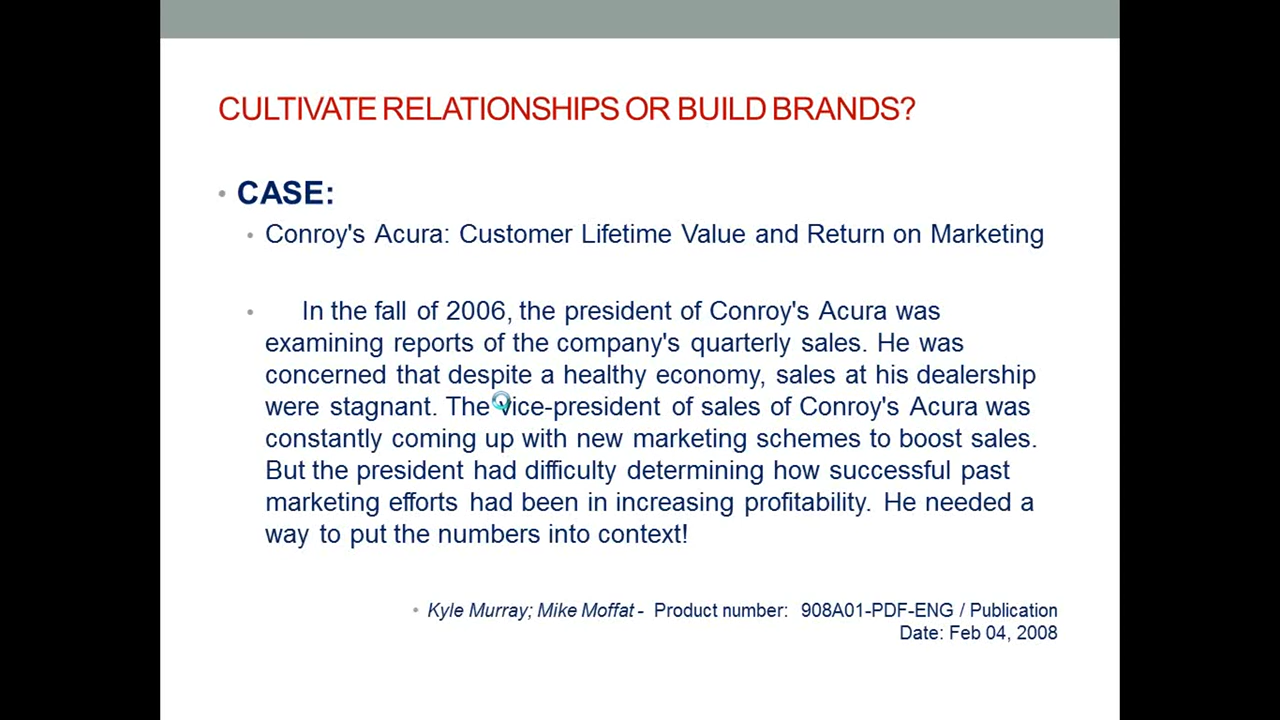 CULTIVATE RELATIONSHIPS OR BUILD BRANDS?
• CASE:
• Conroy's Acura: Customer Lifetime Value and Return on Marketing
• In the fall of 2006, the president of Conroy's Acura was
examining reports of the company's quarterly sales. He was
concerned that despite a healthy economy, sales at his dealership
were stagnant. The vice-president of sales of Conroy's Acura was
constantly coming up with new marketing schemes to boost sales.
But the president had difficulty determining how successful past
marketing efforts had been in increasing profitability. He needed a
way to put the numbers into context!
• Kyle Murray; Mike Moffat - Product number: 908A01-PDF-ENG / Publication
Date: Feb 04, 2008